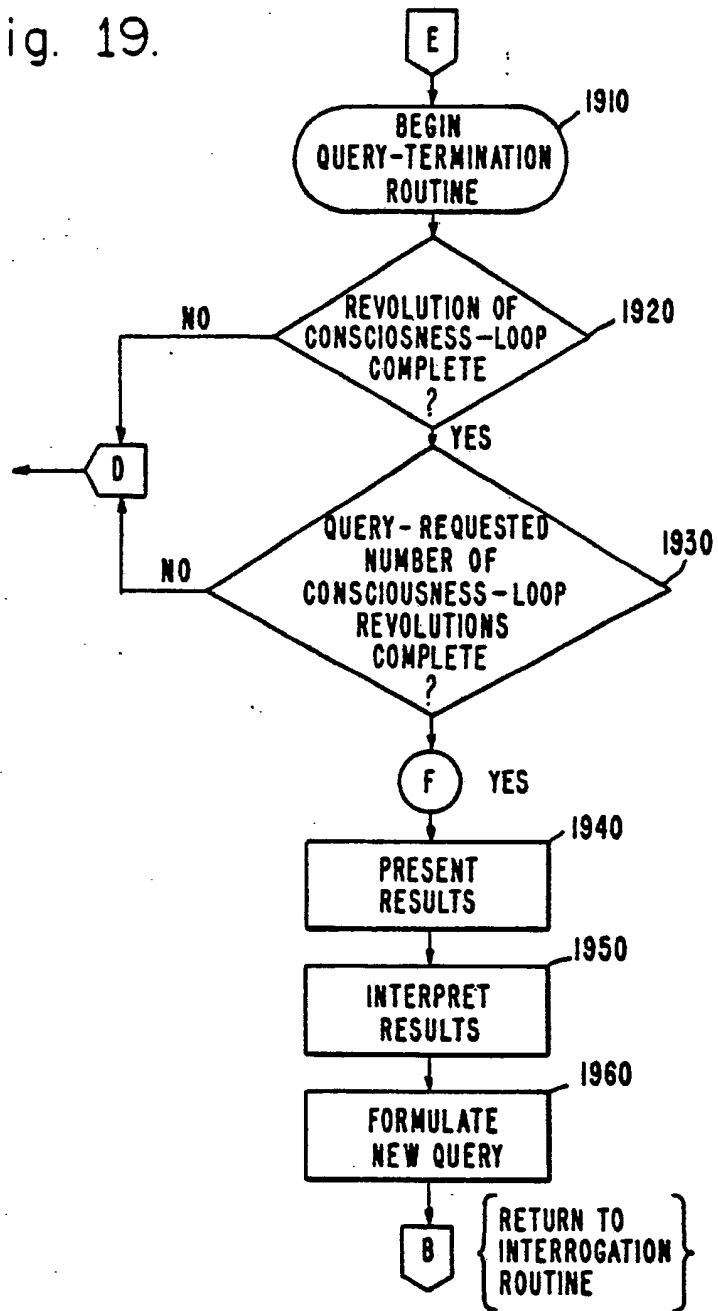 ig. 19.
E
1910
BEGIN
QUERY-TERMINATION
ROUTINE
1920
REVOLUTION OF
CONSCIOSNESS-LOOP
COMPLETE
?
NO
YES
D
1930
QUERY-REQUESTED
NUMBER OF
CONSCIOUSNESS-LOOP
REVOLUTIONS
COMPLETE
?
NO
F YES
1940
PRESENT
RESULTS
1950
INTERPRET
RESULTS
1960
FORMULATE
NEW QUERY
B
RETURN TO
INTERROGATION
ROUTINE